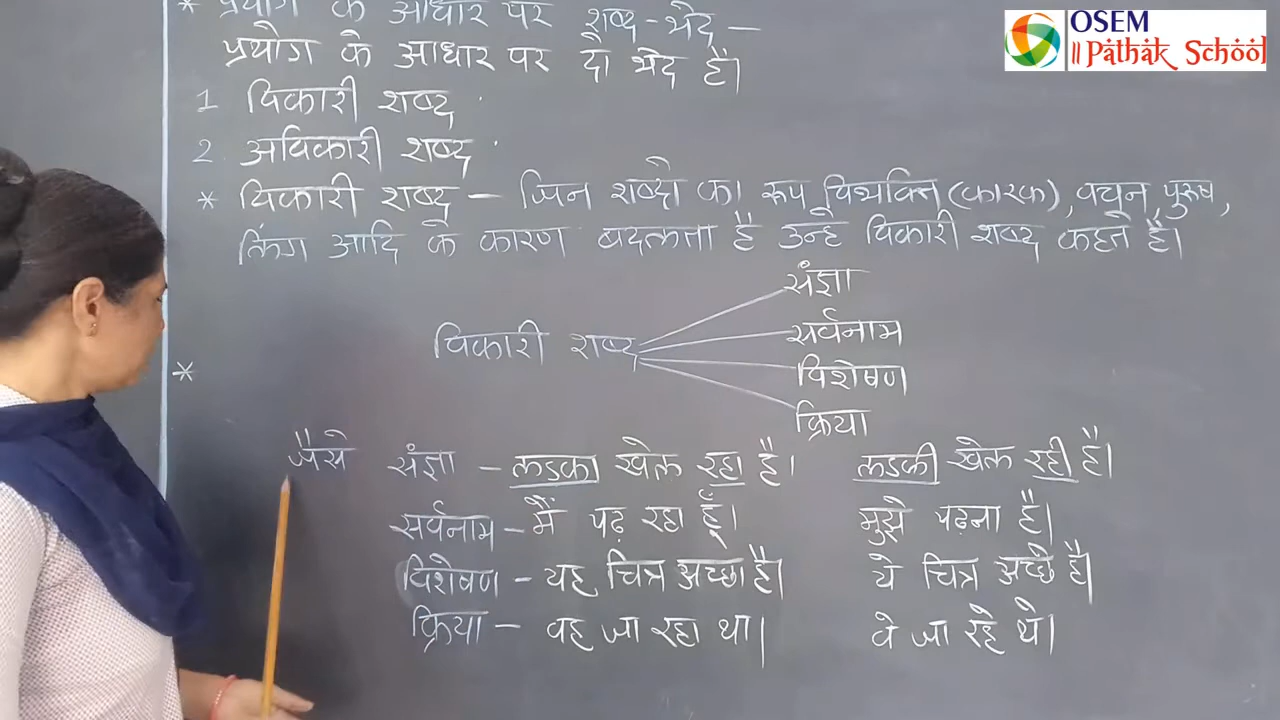 * प्रयोग के आधार पर शब्द-भेद –
प्रयोग के आधार पर दो भेद हैं।
1 विकारी शब्द
2. अविकारी शब्द
* विकारी शब्द – जिन शब्दों का रूप विभक्ति (कारक), वचन, पुरूष,
लिंग आदि के कारण बदलता है उन्हें विकारी शब्द कहते हैं।
संज्ञा
सर्वनाम
विकारी शब्द
विशेषण
क्रिया
*
जैसे संज्ञा – लडका खेल रहा है। लडकी खेल रही है।
सर्वनाम – मैं पढ़ रहा हूँ। मुझे पढ़ना है।
विशेषण – यह चित्र अच्छा है। ये चित्र अच्छे है।
क्रिया – वह जा रहा था। वे जा रहे थे।
OSEM
Pathak School